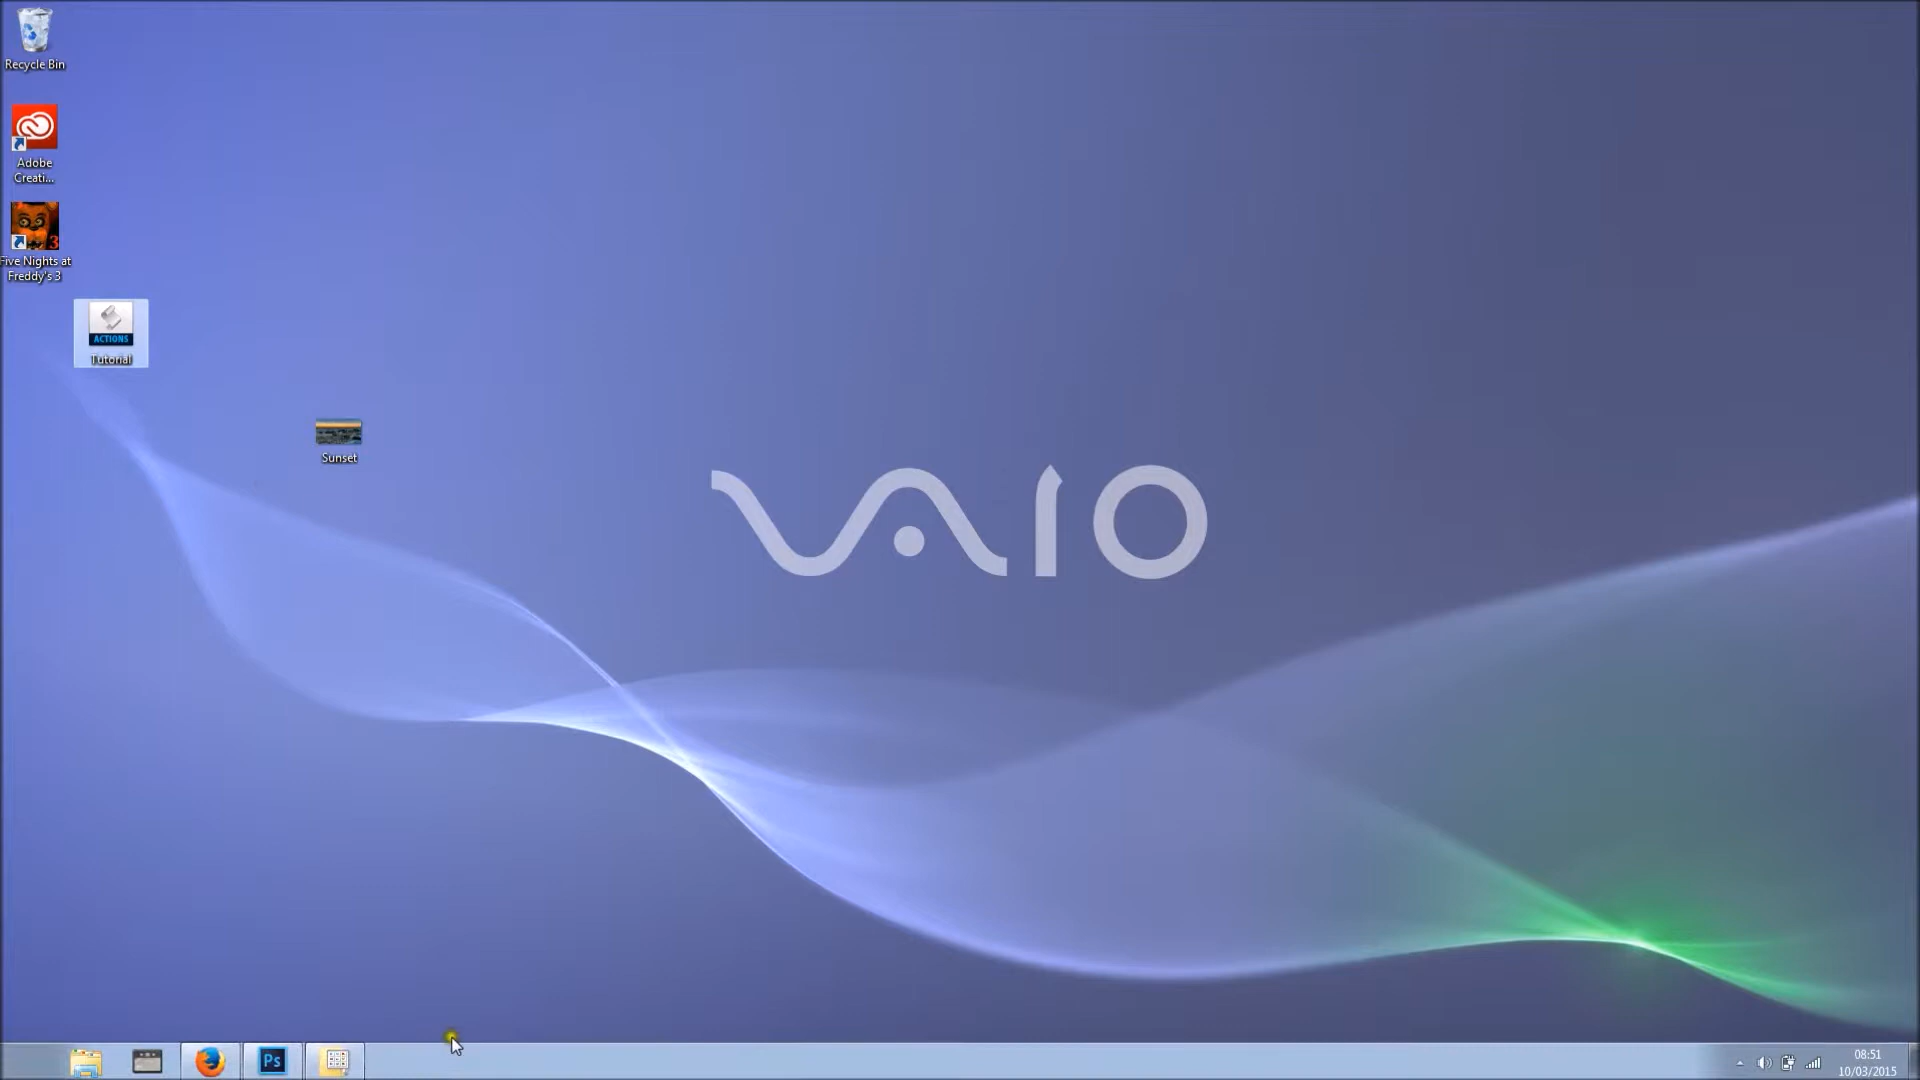 Recycle Bin
Adobe
Creati...
3
Five Nights at
Freddy's 3
ACTIONS
Tutorial
Sunset
VAIO
Ps
08:51
10/03/2015